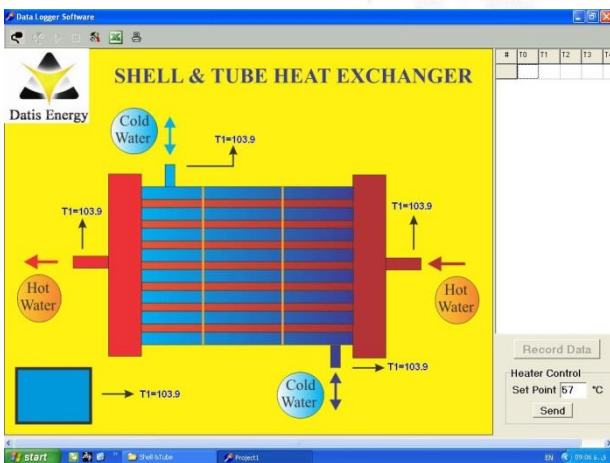 Data Logger Software
# T0 T1 T2 T3 T4
SHELL & TUBE HEAT EXCHANGER
Datis Energy
Cold
Water
T1=103.9
T1=103.9
T1=103.9
Hot
Water
Hot
Water
T1=103.9
Cold
Water
T1=103.9
Record Data
Heater Control
Set Point 57 °C
Send
start
Shell &Tube
Project1
EN